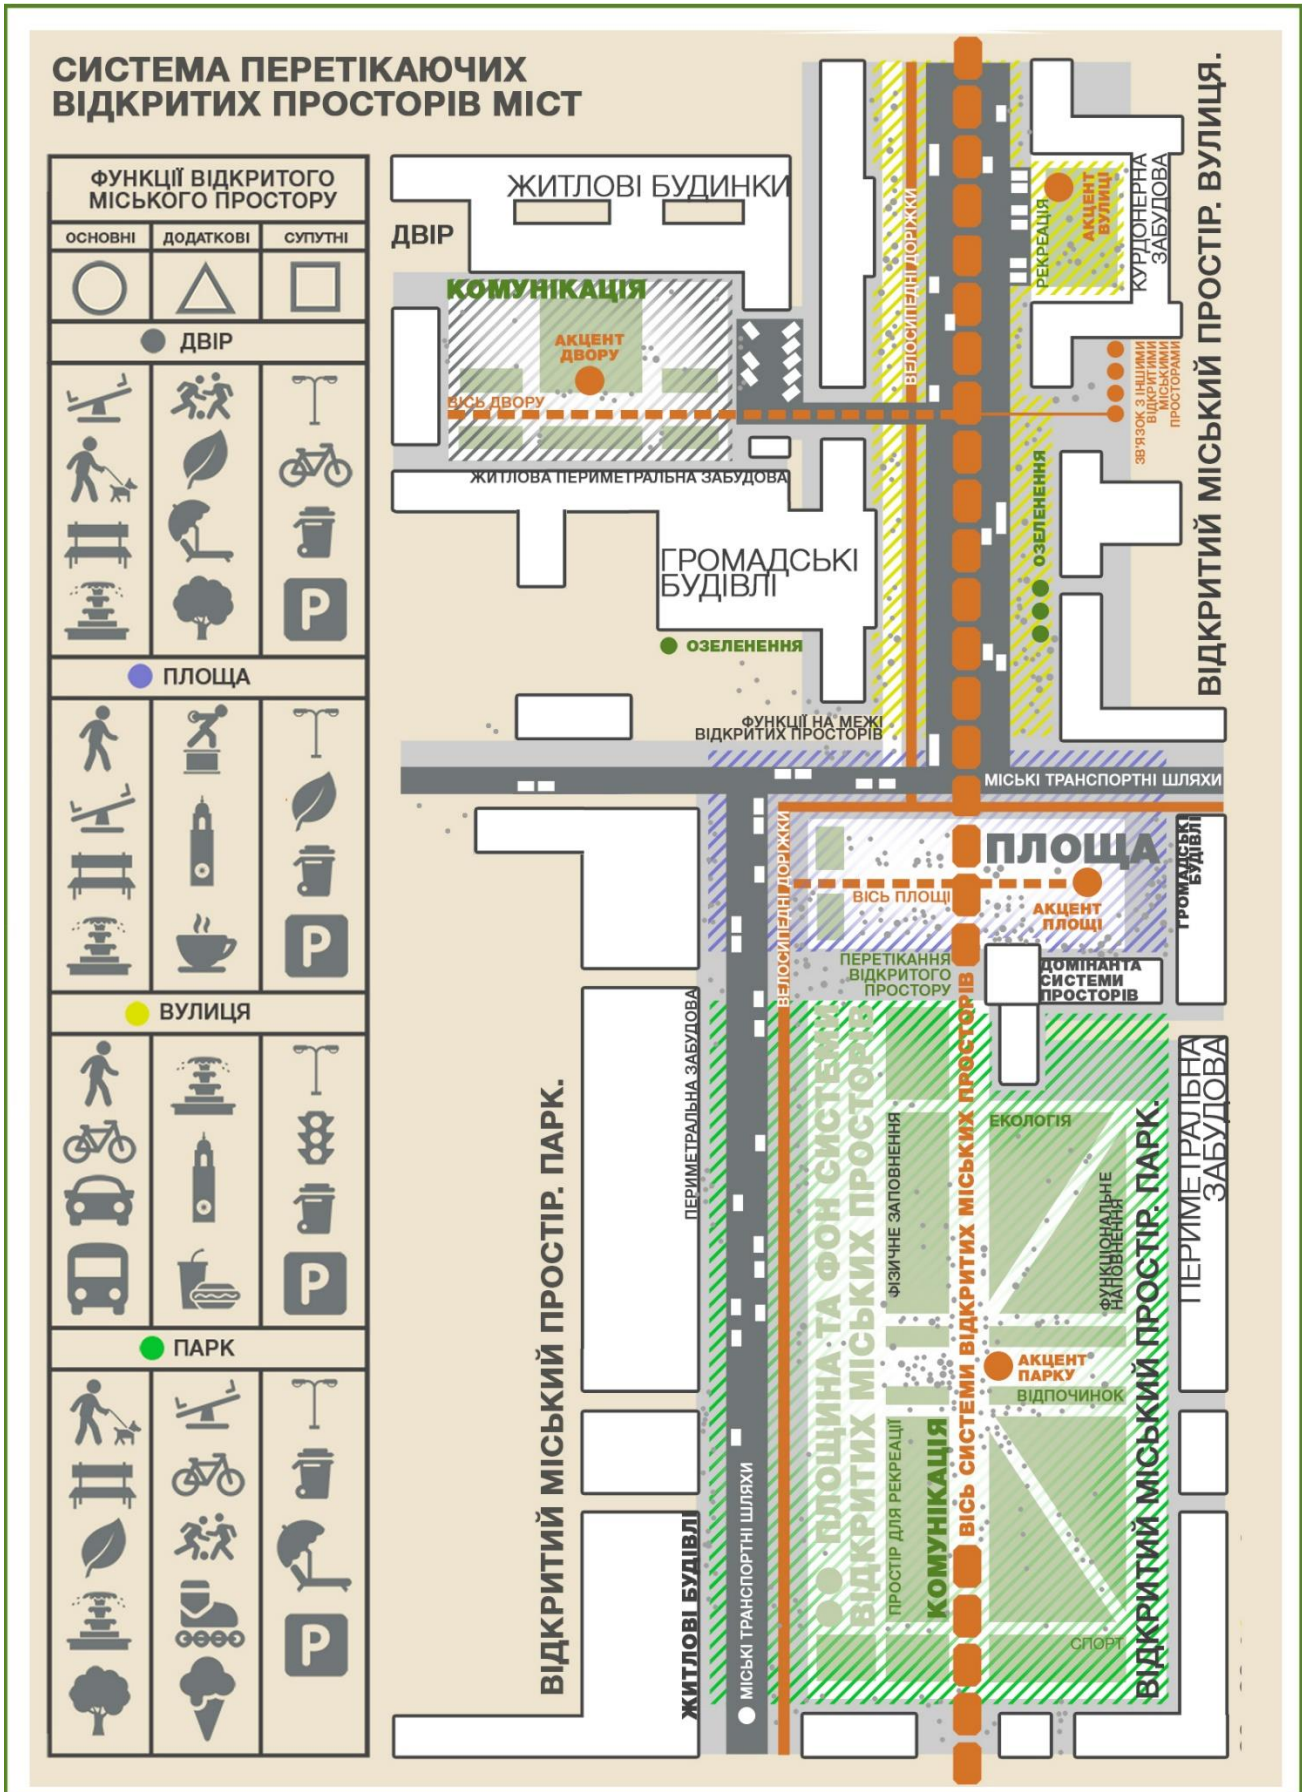 СИСТЕМА ПЕРЕТІКАЮЧИХ
ВІДКРИТИХ ПРОСТОРІВ МІСТ
ФУНКЦІЇ ВІДКРИТОГО
МІСЬКОГО ПРОСТОРУ
ОСНОВНІ
ДОДАТКОВІ
СУПУТНІ
ДВІР
P
ПЛОЩА
P
ВУЛИЦЯ
P
ПАРК
P
ЖИТЛОВІ БУДИНКИ
ДВІР
КОМУНІКАЦІЯ
АКЦЕНТ
ДВОРУ
ВІСЬ ДВОРУ
ЖИТЛОВА ПЕРИМЕТРАЛЬНА ЗАБУДОВА
ГРОМАДСЬКІ
БУДІВЛІ
ОЗЕЛЕНЕННЯ
ФУНКЦІЇ НА МЕЖІ
ВІДКРИТИХ ПРОСТОРІВ
ВЕЛОСИПЕДНІ ДОРІЖКИ
РЕКРЕАЦІЯ
АКЦЕНТ
ВУЛИЦІ
КУРДОНЕРНА
ЗАБУДОВА
ЗВ'ЯЗОК З ІНШИМИ
ВІДКРИТИМИ
МІСЬКИМИ
ПРОСТОРАМИ
ОЗЕЛЕНЕННЯ
ВІДКРИТИЙ МІСЬКИЙ ПРОСТІР. ВУЛИЦЯ.
МІСЬКІ ТРАНСПОРТНІ ШЛЯХИ
ПЛОЩА
ВІСЬ ПЛОЩІ
АКЦЕНТ
ПЛОЩІ
ГРОМАДСЬКІ
БУДІВЛІ
ВЕЛОСИПЕДНІ ДОРІЖКИ
ПЕРЕТІКАННЯ
ВІДКРИТОГО
ПРОСТОРУ
ДОМІНАНТА
СИСТЕМИ
ПРОСТОРІВ
ВІДКРИТИЙ МІСЬКИЙ ПРОСТІР. ПАРК.
ПЕРИМЕТРАЛЬНА ЗАБУДОВА
ЖИТЛОВІ БУДІВЛІ
МІСЬКІ ТРАНСПОРТНІ ШЛЯХИ
ПЛОЩИНА ТА ФОН СИСТЕМИ
ВІДКРИТИХ МІСЬКИХ ПРОСТОРІВ
ФІЗИЧНЕ ЗАПОВНЕННЯ
ПРОСТІР ДЛЯ РЕКРЕАЦІЇ
КОМУНІКАЦІЯ
ВІСЬ СИСТЕМИ ВІДКРИТИХ МІСЬКИХ ПРОСТОРІВ
ЕКОЛОГІЯ
ФУНКЦІОНАЛЬНЕ
НАПОВНЕННЯ
АКЦЕНТ
ПАРКУ
ВІДПОЧИНОК
СПОРТ
ВІДКРИТИЙ МІСЬКИЙ ПРОСТІР. ПАРК.
ПЕРИМЕТРАЛЬНА
ЗАБУДОВА